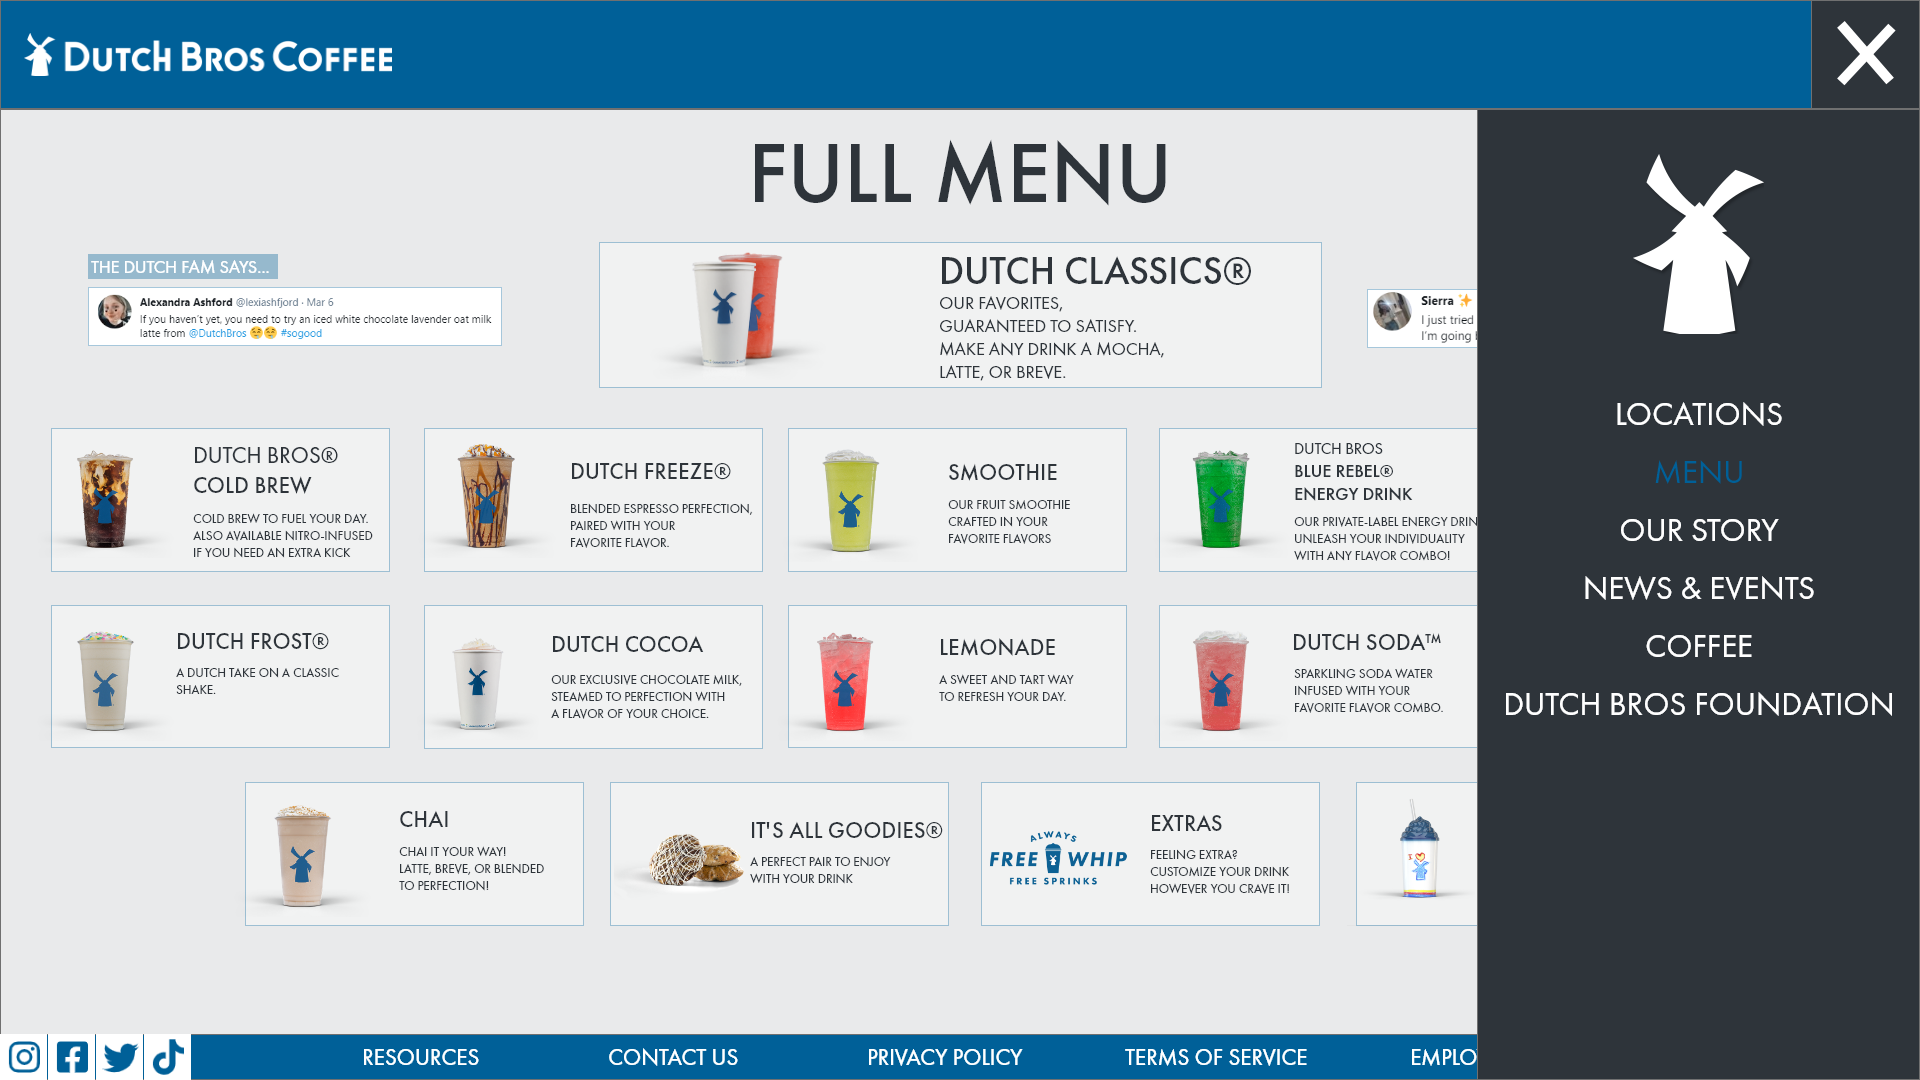 DUTCH BROS COFFEE
FULL MENU
THE DUTCH FAM SAYS...
Alexandra Ashford @lexiashfjord · Mar 6
If you haven't yet, you need to try an iced white chocolate lavender oat milk
latte from @DutchBros 😌😌 #sogood
DUTCH CLASSICS®
OUR FAVORITES,
GUARANTEED TO SATISFY.
MAKE ANY DRINK A MOCHA,
LATTE, OR BREVE.
Sierra ✨
I just tried
I'm going
DUTCH BROS®
COLD BREW
COLD BREW TO FUEL YOUR DAY.
ALSO AVAILABLE NITRO-INFUSED
IF YOU NEED AN EXTRA KICK
DUTCH FREEZE®
BLENDED ESPRESSO PERFECTION,
PAIRED WITH YOUR
FAVORITE FLAVOR.
SMOOTHIE
OUR FRUIT SMOOTHIE
CRAFTED IN YOUR
FAVORITE FLAVORS
DUTCH BROS
BLUE REBEL®
ENERGY DRINK
OUR PRIVATE-LABEL ENERGY DRIN
UNLEASH YOUR INDIVIDUALITY
WITH ANY FLAVOR COMBO!
DUTCH FROST®
A DUTCH TAKE ON A CLASSIC
SHAKE.
DUTCH COCOA
OUR EXCLUSIVE CHOCOLATE MILK,
STEAMED TO PERFECTION WITH
A FLAVOR OF YOUR CHOICE.
LEMONADE
A SWEET AND TART WAY
TO REFRESH YOUR DAY.
DUTCH SODA™
SPARKLING SODA WATER
INFUSED WITH YOUR
FAVORITE FLAVOR COMBO.
CHAI
CHAI IT YOUR WAY!
LATTE, BREVE, OR BLENDED
TO PERFECTION!
IT'S ALL GOODIES®
A PERFECT PAIR TO ENJOY
WITH YOUR DRINK
ALWAYS
FREE WHIP
FREE SPRINKS
EXTRAS
FEELING EXTRA?
CUSTOMIZE YOUR DRINK
HOWEVER YOU CRAVE IT!
LOCATIONS
MENU
OUR STORY
NEWS & EVENTS
COFFEE
DUTCH BROS FOUNDATION
RESOURCES
CONTACT US
PRIVACY POLICY
TERMS OF SERVICE
EMPLO